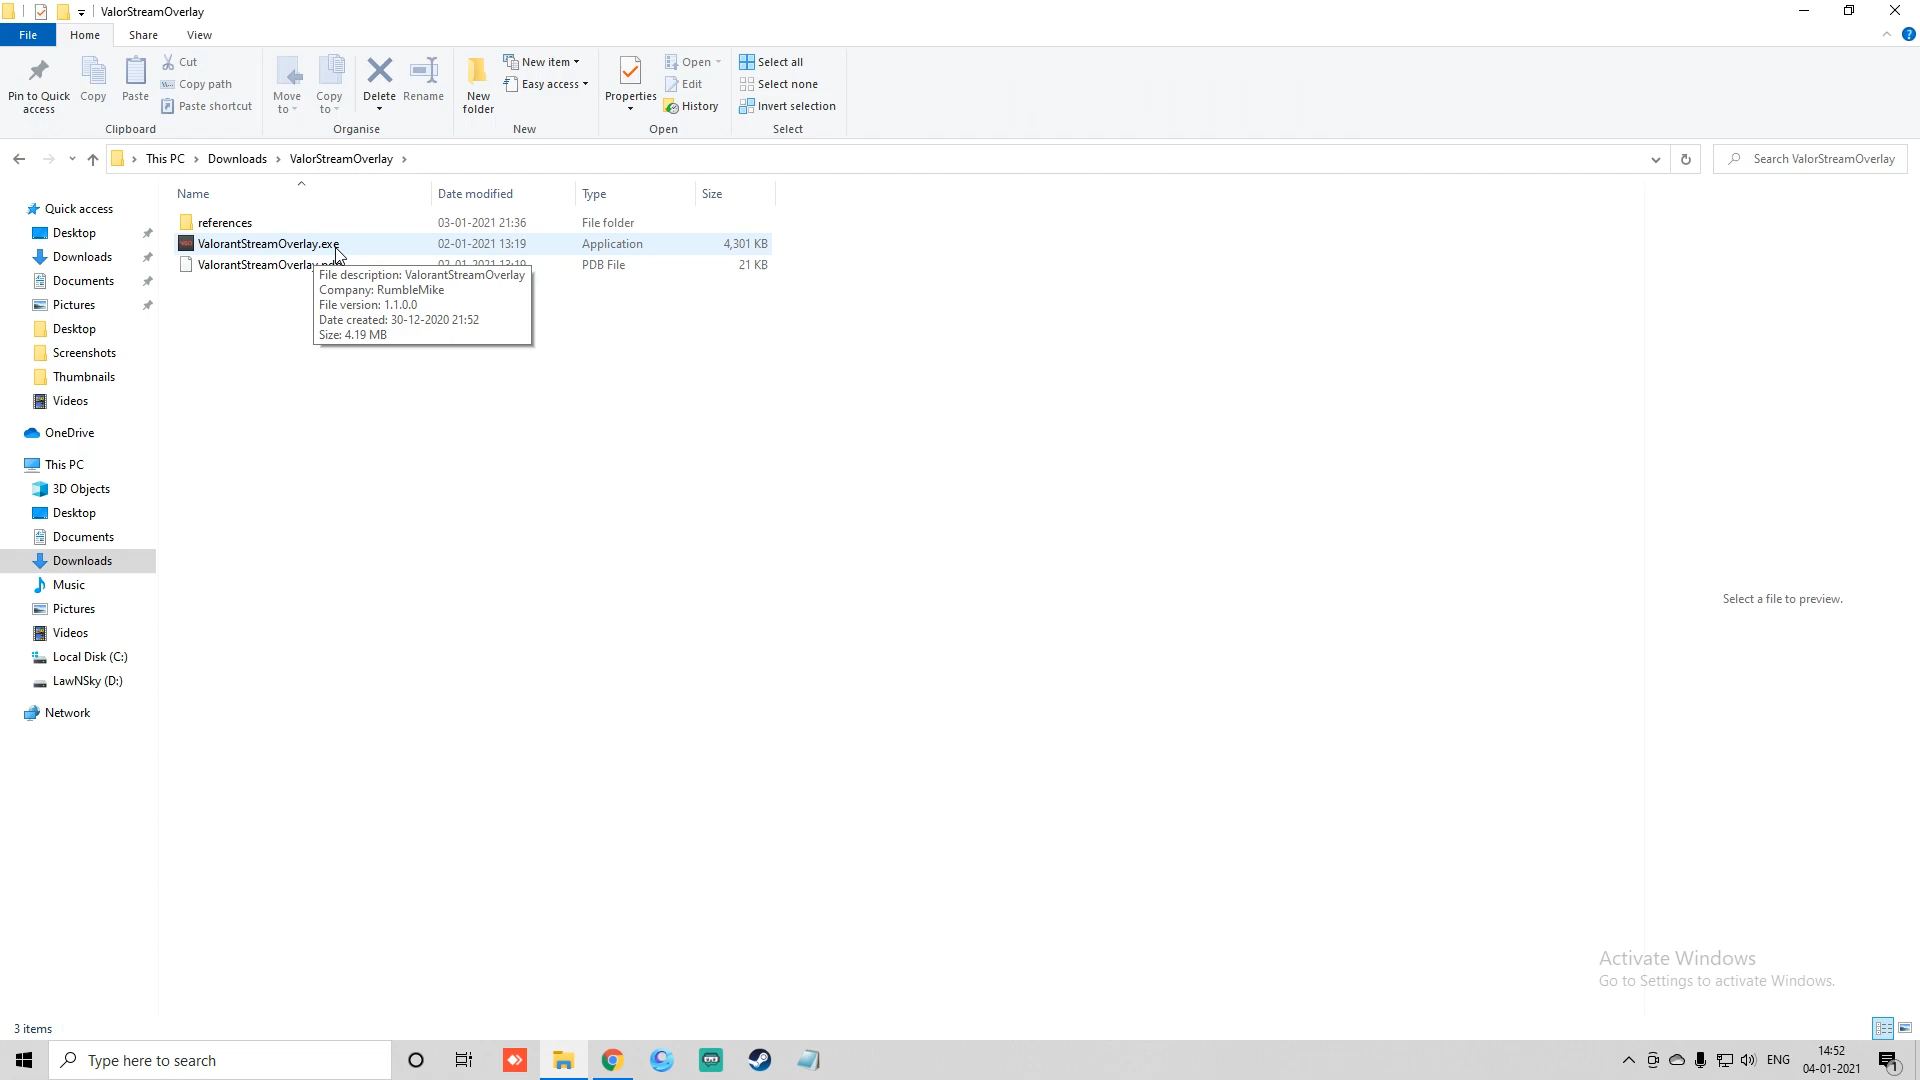 ValorStreamOverlay
File
Home
Share
View
Pin to Quick access
Copy
Paste
Cut
Copy path
Paste shortcut
Clipboard
Move to
Copy to
Delete
Rename
Organise
New folder
New item
Easy access
New
Properties
Open
Edit
History
Open
Select all
Select none
Invert selection
Select
This PC > Downloads > ValorStreamOverlay >
Search ValorStreamOverlay
Name Date modified Type Size
references 03-01-2021 21:36 File folder
ValorantStreamOverlay.exe 02-01-2021 13:19 Application 4,301 KB
ValorantStreamOverlay.pdb 02-01-2021 13:19 PDB File 21 KB
File description: ValorantStreamOverlay
Company: RumbleMike
File version: 1.1.0.0
Date created: 30-12-2020 21:52
Size: 4.19 MB
Quick access
Desktop
Downloads
Documents
Pictures
Desktop
Screenshots
Thumbnails
Videos
OneDrive
This PC
3D Objects
Desktop
Documents
Downloads
Music
Pictures
Videos
Local Disk (C:)
LawNSky (D:)
Network
Select a file to preview.
Activate Windows
Go to Settings to activate Windows.
3 items
Type here to search
ENG
14:52
04-01-2021
1